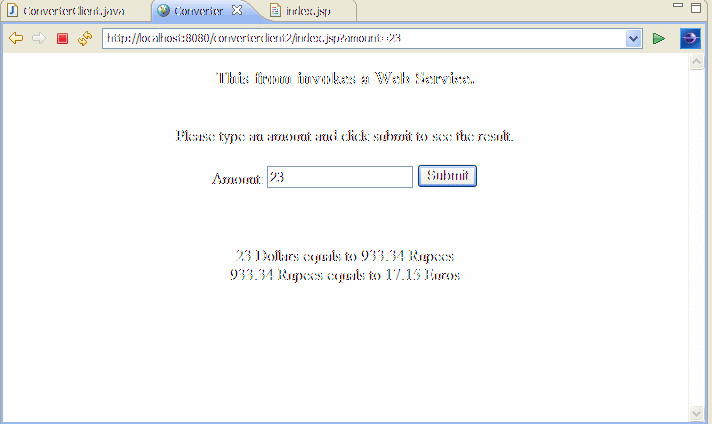 ConverterClient.java Converter index.jsp
http://localhost:8080/converterclient2/index.jsp?amount=23
This from invokes a Web Service.
Please type an amount and click submit to see the result.
Amount: 23 Submit
23 Dollars equals to 933.34 Rupees
933.34 Rupees equals to 17.15 Euros